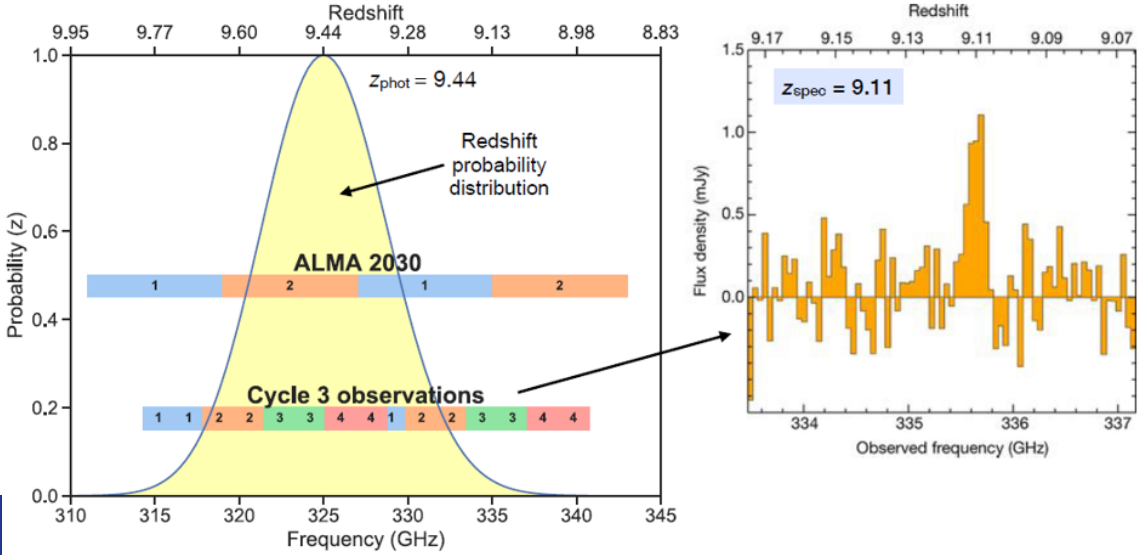 Redshift
9.95 9.77 9.60 9.44 9.28 9.13 8.98 8.83
1.0
0.8
0.6
0.4
0.2
0.0
Probability (z)
zphot = 9.44
Redshift
probability
distribution
ALMA 2030
1 2 1 2
Cycle 3 observations
1 1 2 2 3 3 4 4 1 2 2 3 3 4 4
310 315 320 325 330 335 340 345
Frequency (GHz)
Redshift
9.17 9.15 9.13 9.11 9.09 9.07
1.5
1.0
0.5
0.0
Flux density (mJy)
zspec = 9.11
334 335 336 337
Observed frequency (GHz)